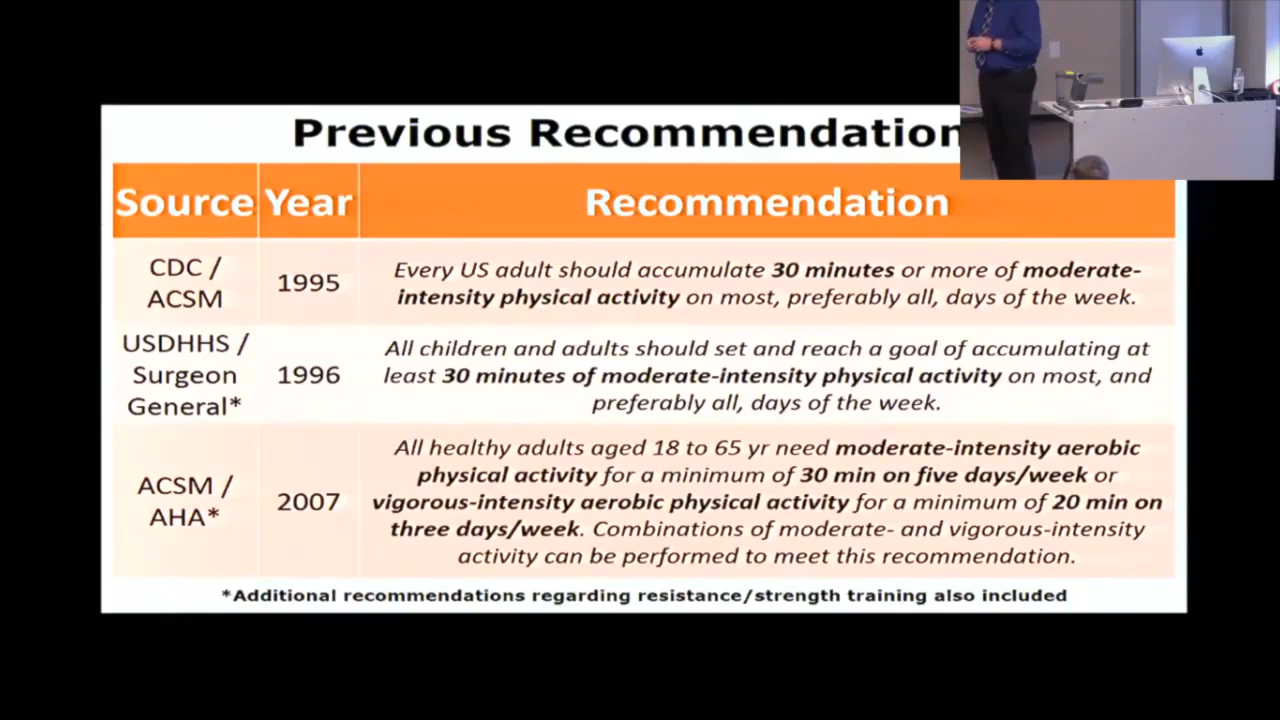 Previous Recommendation
Source Year Recommendation
CDC /
ACSM
1995
Every US adult should accumulate 30 minutes or more of moderate-
intensity physical activity on most, preferably all, days of the week.
USDHHS /
Surgeon
General*
1996
All children and adults should set and reach a goal of accumulating at
least 30 minutes of moderate-intensity physical activity on most, and
preferably all, days of the week.
ACSM /
AHA*
2007
All healthy adults aged 18 to 65 yr need moderate-intensity aerobic
physical activity for a minimum of 30 min on five days/week or
vigorous-intensity aerobic physical activity for a minimum of 20 min on
three days/week. Combinations of moderate- and vigorous-intensity
activity can be performed to meet this recommendation.
*Additional recommendations regarding resistance/strength training also included